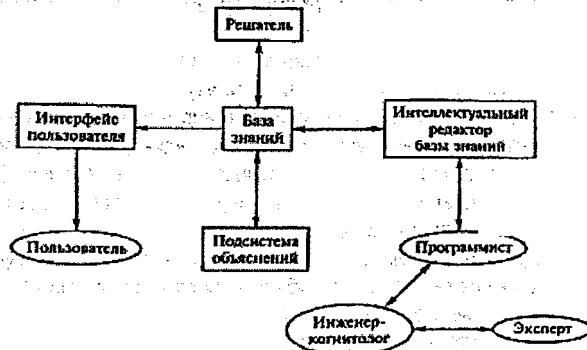 Решатель
Интерфейс
пользователя
База
знаний
Интеллектуальный
редактор
базы знаний
Пользователь
Подсистема
объяснений
Программист
Инженер-
когнитолог
Эксперт